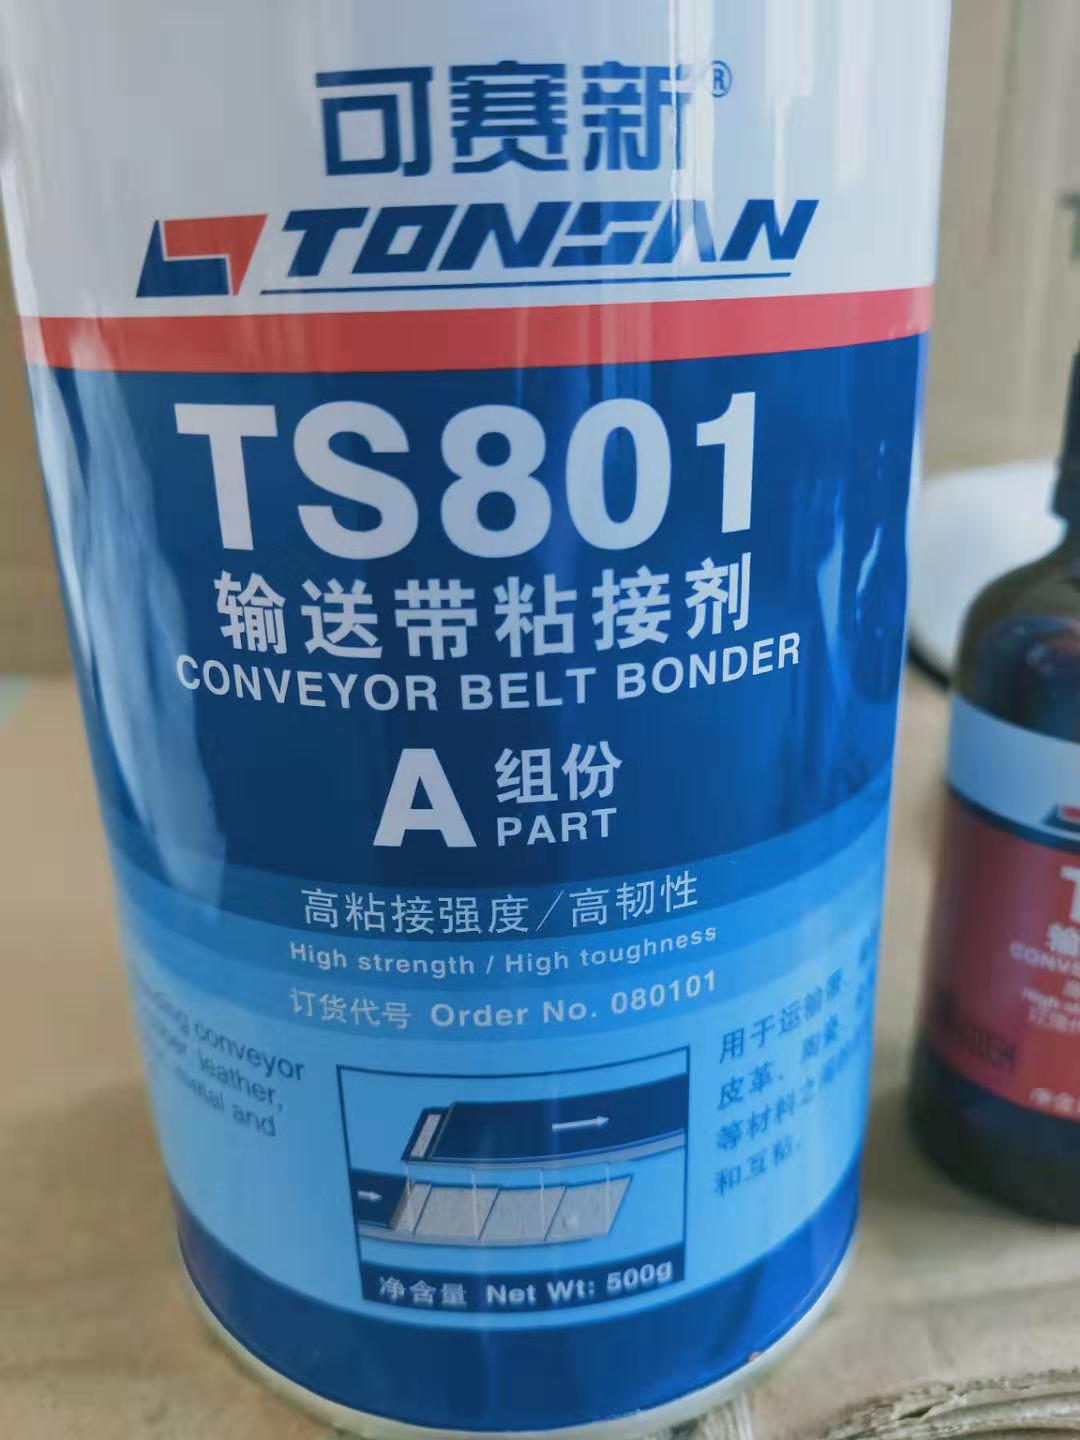 可赛新®
TONSAN
TS801
输送带粘接剂
CONVEYOR BELT BONDER
A 组份
PART
高粘接强度/高韧性
High strength / High toughness
订货代号 Order No. 080101
conveyor
leather,
and
用于运输带、
皮革、陶瓷、
等材料之
和互粘.
净含量 Net Wt: 500g